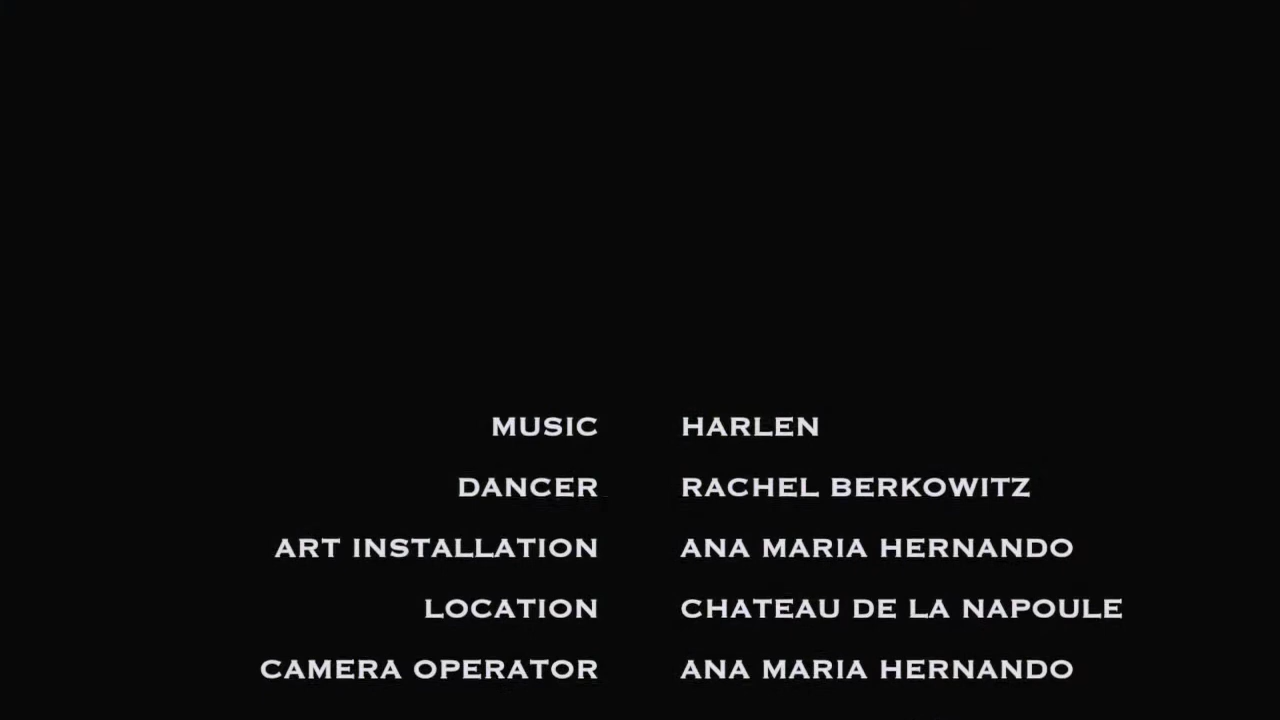 MUSIC HARLEN
DANCER RACHEL BERKOWITZ
ART INSTALLATION ANA MARIA HERNANDO
LOCATION CHATEAU DE LA NAPOULE
CAMERA OPERATOR ANA MARIA HERNANDO